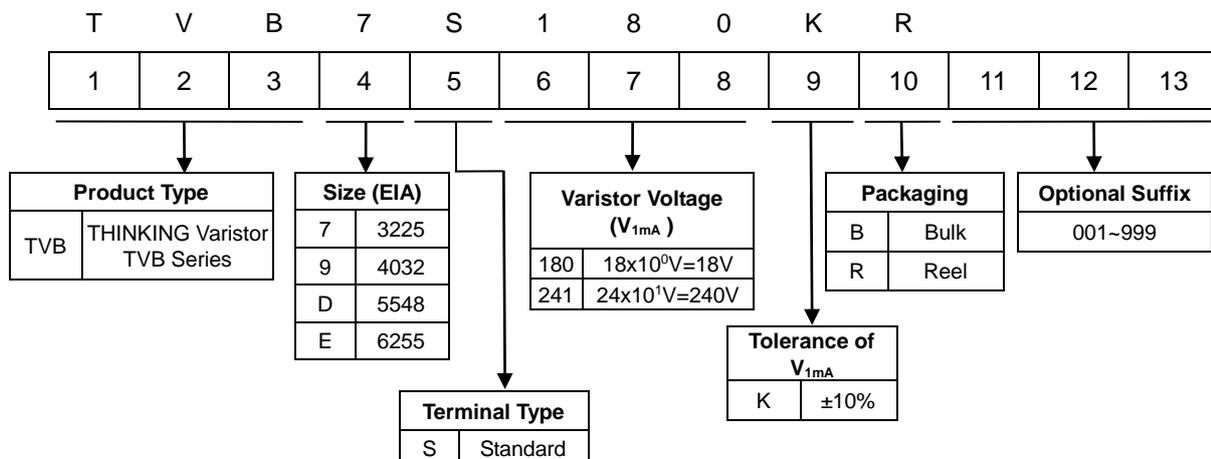 T V B 7 S 1 8 0 K R
1 2 3 4 5 6 7 8 9 10 11 12 13
Product Type
TVB THINKING Varistor
TVB Series
Size (EIA)
7 3225
9 4032
D 5548
E 6255
Terminal Type
S Standard
Varistor Voltage
(V₁ₘA )
180 18x10⁰V=18V
241 24x10¹V=240V
Tolerance of
V₁ₘA
K ±10%
Packaging
B Bulk
R Reel
Optional Suffix
001~999